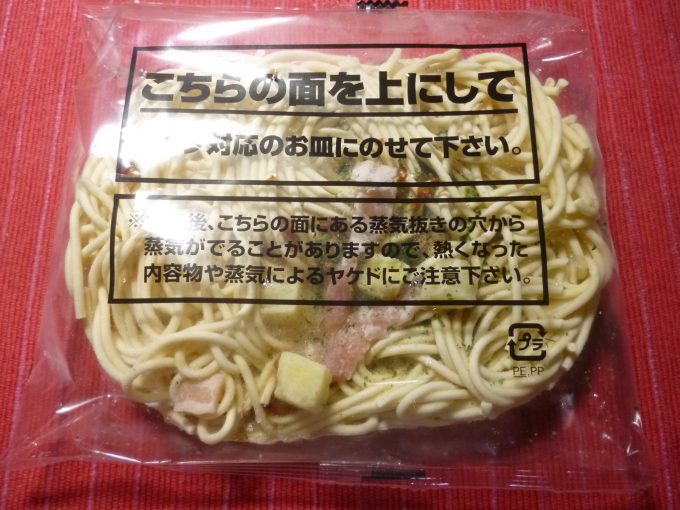 こちらの面を上にして
対応のお皿にのせて下さい。
後、こちらの面にある蒸気抜きの穴から
蒸気がでることがありますので、熱くなった
内容物や蒸気によるヤケドにご注意下さい。
プラ
PE,PP